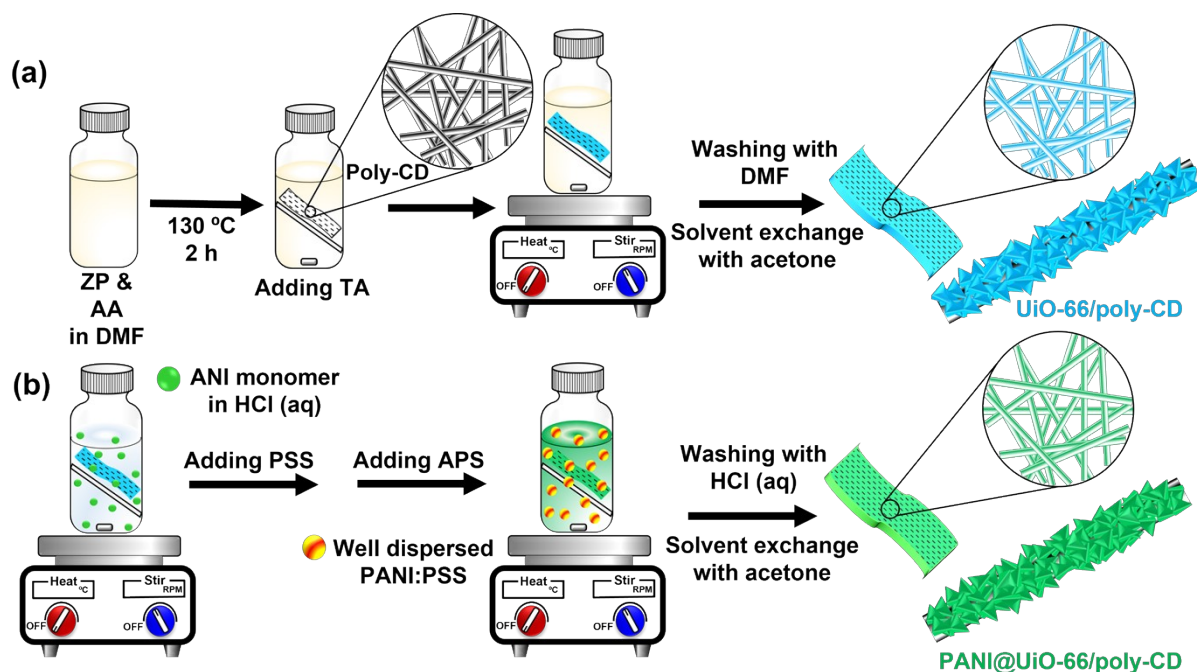 (a)
ZP &
AA
in DMF
130 ºC
2 h
Adding TA
Poly-CD
Heat
ºC
OFF
Stir
RPM
OFF
Washing with
DMF
Solvent exchange
with acetone
UiO-66/poly-CD
(b)
ANI monomer
in HCl (aq)
Heat
ºC
OFF
Stir
RPM
OFF
Adding PSS
Adding APS
Well dispersed
PANI:PSS
Heat
ºC
OFF
Stir
RPM
OFF
Washing with
HCl (aq)
Solvent exchange
with acetone
PANI@UiO-66/poly-CD